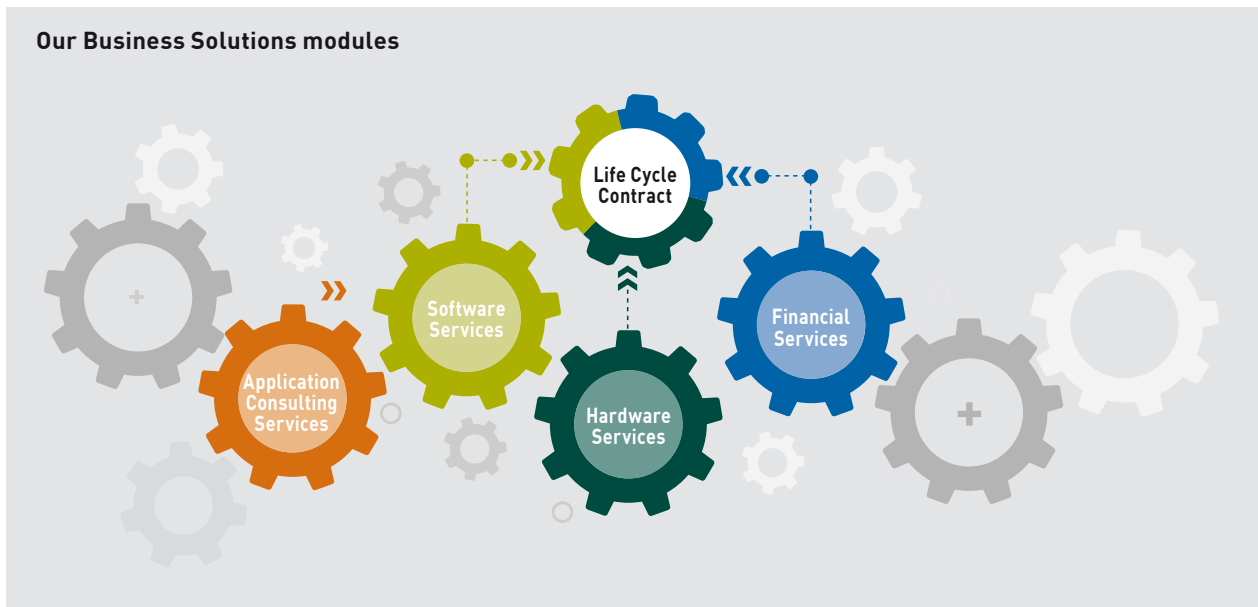 Our Business Solutions modules
Life Cycle
Contract
Software
Services
Financial
Services
Application
Consulting
Services
Hardware
Services